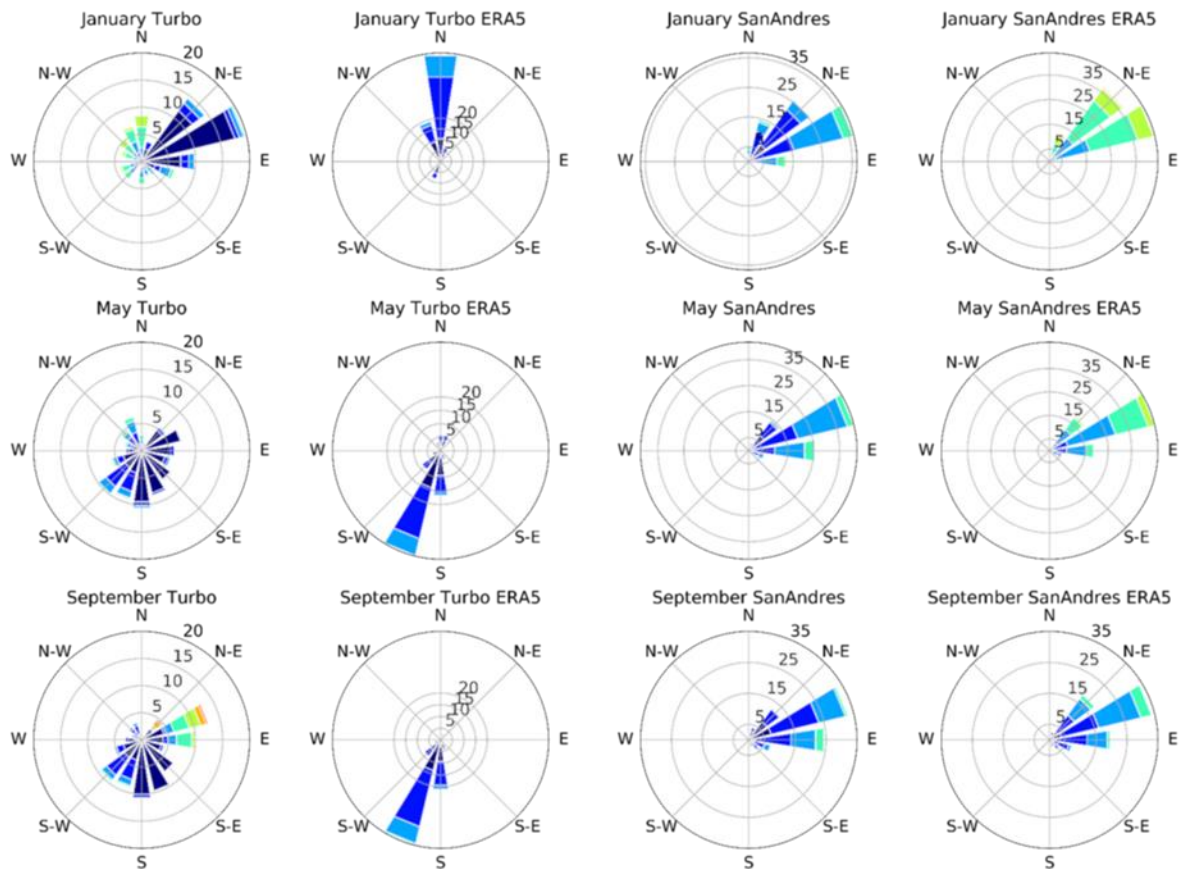 January Turbo
N
20
15
10
5
N-W
N-E
W
E
S-W
S-E
S
January Turbo ERA5
N
20
15
10
5
N-W
N-E
W
E
S-W
S-E
S
January SanAndres
N
35
25
15
5
N-W
N-E
W
E
S-W
S-E
S
January SanAndres ERA5
N
35
25
15
5
N-W
N-E
W
E
S-W
S-E
S
May Turbo
N
20
15
10
5
N-W
N-E
W
E
S-W
S-E
S
May Turbo ERA5
N
20
15
10
5
N-W
N-E
W
E
S-W
S-E
S
May SanAndres
N
35
25
15
5
N-W
N-E
W
E
S-W
S-E
S
May SanAndres ERA5
N
35
25
15
5
N-W
N-E
W
E
S-W
S-E
S
September Turbo
N
20
15
10
5
N-W
N-E
W
E
S-W
S-E
S
September Turbo ERA5
N
20
15
10
5
N-W
N-E
W
E
S-W
S-E
S
September SanAndres
N
35
25
15
5
N-W
N-E
W
E
S-W
S-E
S
September SanAndres ERA5
N
35
25
15
5
N-W
N-E
W
E
S-W
S-E
S